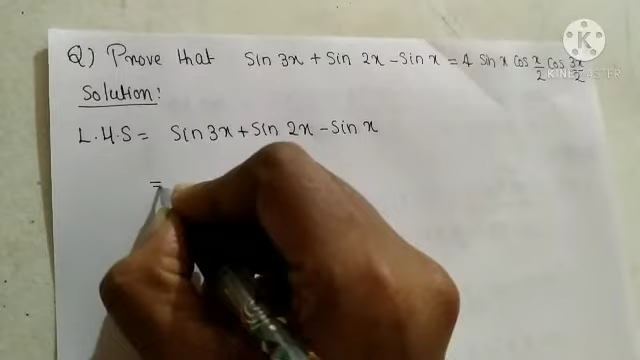 Q) Prove that Sin 3x + Sin 2x - Sin x = 4 Sin x Cos x/2 Cos 3x/2
KINEMASTER
Solution:
L.H.S = Sin 3x + Sin 2x - Sin x
=